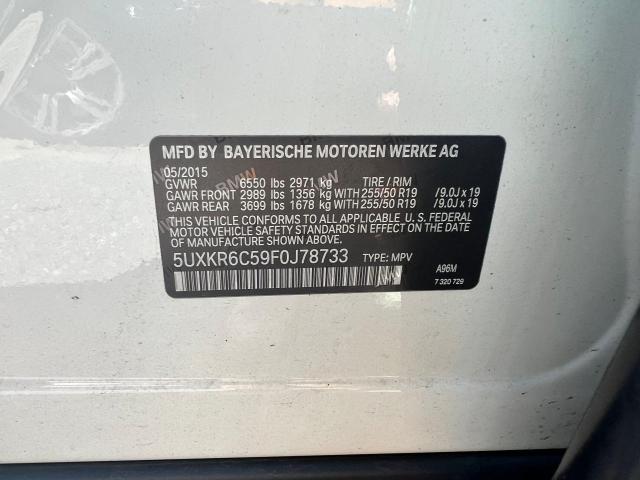 MFD BY BAYERISCHE MOTOREN WERKE AG
05/2015
GVWR 6550 lbs 2971 kg TIRE / RIM
GAWR FRONT 2989 lbs 1356 kg WITH 255/50 R19 /9.0J x 19
GAWR REAR 3699 lbs 1678 kg WITH 255/50 R19 /9.0J x 19
THIS VEHICLE CONFORMS TO ALL APPLICABLE U. S. FEDERAL
MOTOR VEHICLE SAFETY STANDARDS IN EFFECT ON THE
DATE OF MANUFACTURE SHOWN ABOVE.
5UXKR6C59F0J78733 TYPE: MPV A96M
7 320 729